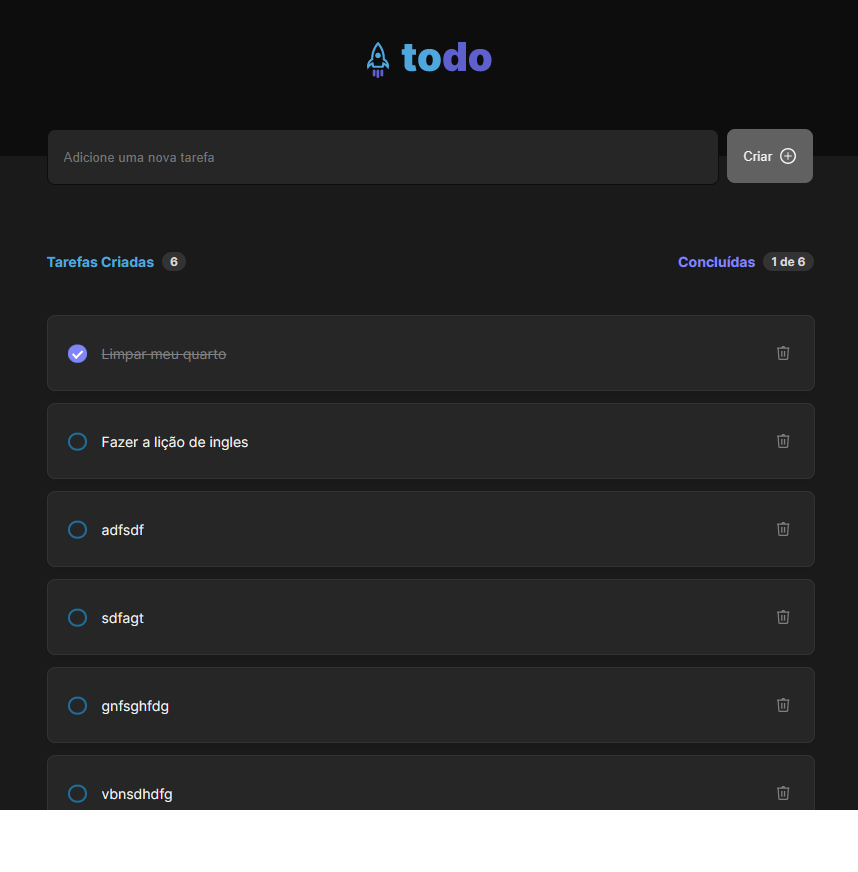 todo
Adicione uma nova tarefa
Criar
Tarefas Criadas 6
Concluídas 1 de 6
Limpar meu quarto
Fazer a lição de ingles
adfsdf
sdfagt
gnfsghfdg
vbnsdhdfg